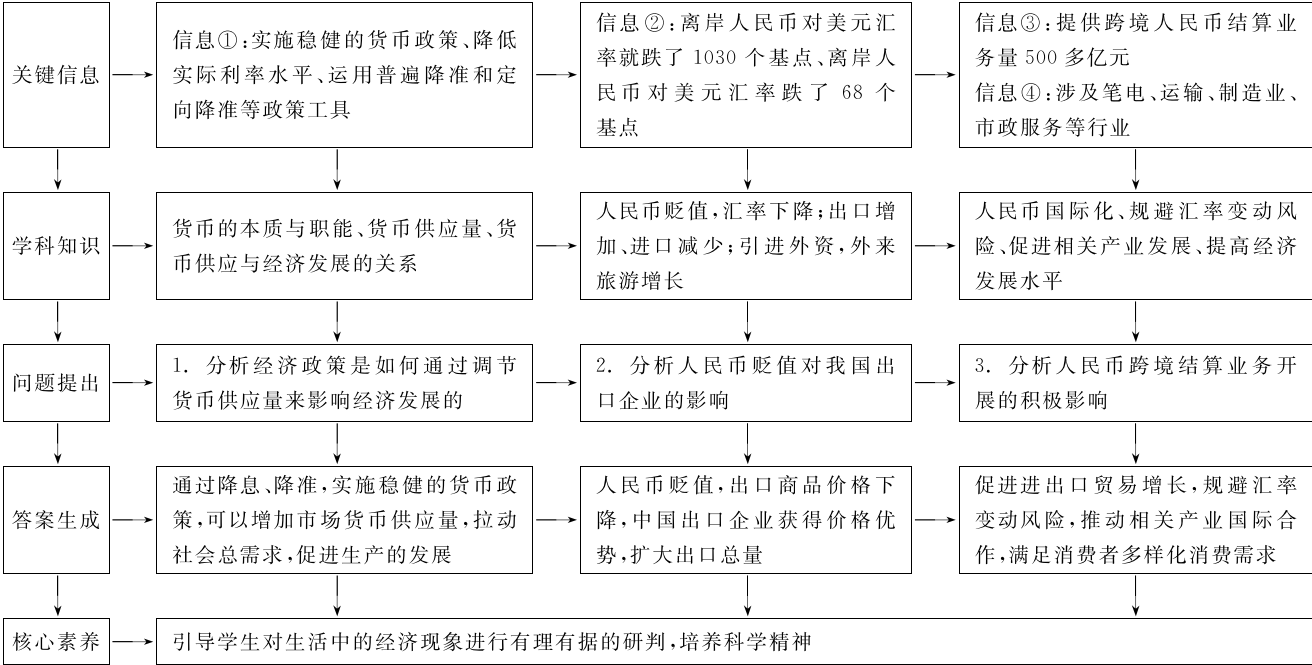 关键信息
信息①:实施稳健的货币政策、降低
实际利率水平、运用普遍降准和定
向降准等政策工具
信息②:离岸人民币对美元汇
率就跌了 1030 个基点、离岸人
民币对美元汇率跌了 68 个
基点
信息③:提供跨境人民币结算业
务量 500 多亿元
信息④:涉及笔电、运输、制造业、
市政服务等行业
学科知识
货币的本质与职能、货币供应量、货
币供应与经济发展的关系
人民币贬值,汇率下降;出口增
加、进口减少;引进外资,外来
旅游增长
人民币国际化、规避汇率变动风
险、促进相关产业发展、提高经济
发展水平
问题提出
1. 分析经济政策是如何通过调节
货币供应量来影响经济发展的
2. 分析人民币贬值对我国出
口企业的影响
3. 分析人民币跨境结算业务开
展的积极影响
答案生成
通过降息、降准,实施稳健的货币政
策,可以增加市场货币供应量,拉动
社会总需求,促进生产的发展
人民币贬值,出口商品价格下
降,中国出口企业获得价格优
势,扩大出口总量
促进进出口贸易增长,规避汇率
变动风险,推动相关产业国际合
作,满足消费者多样化消费需求
核心素养
引导学生对生活中的经济现象进行有理有据的研判,培养科学精神